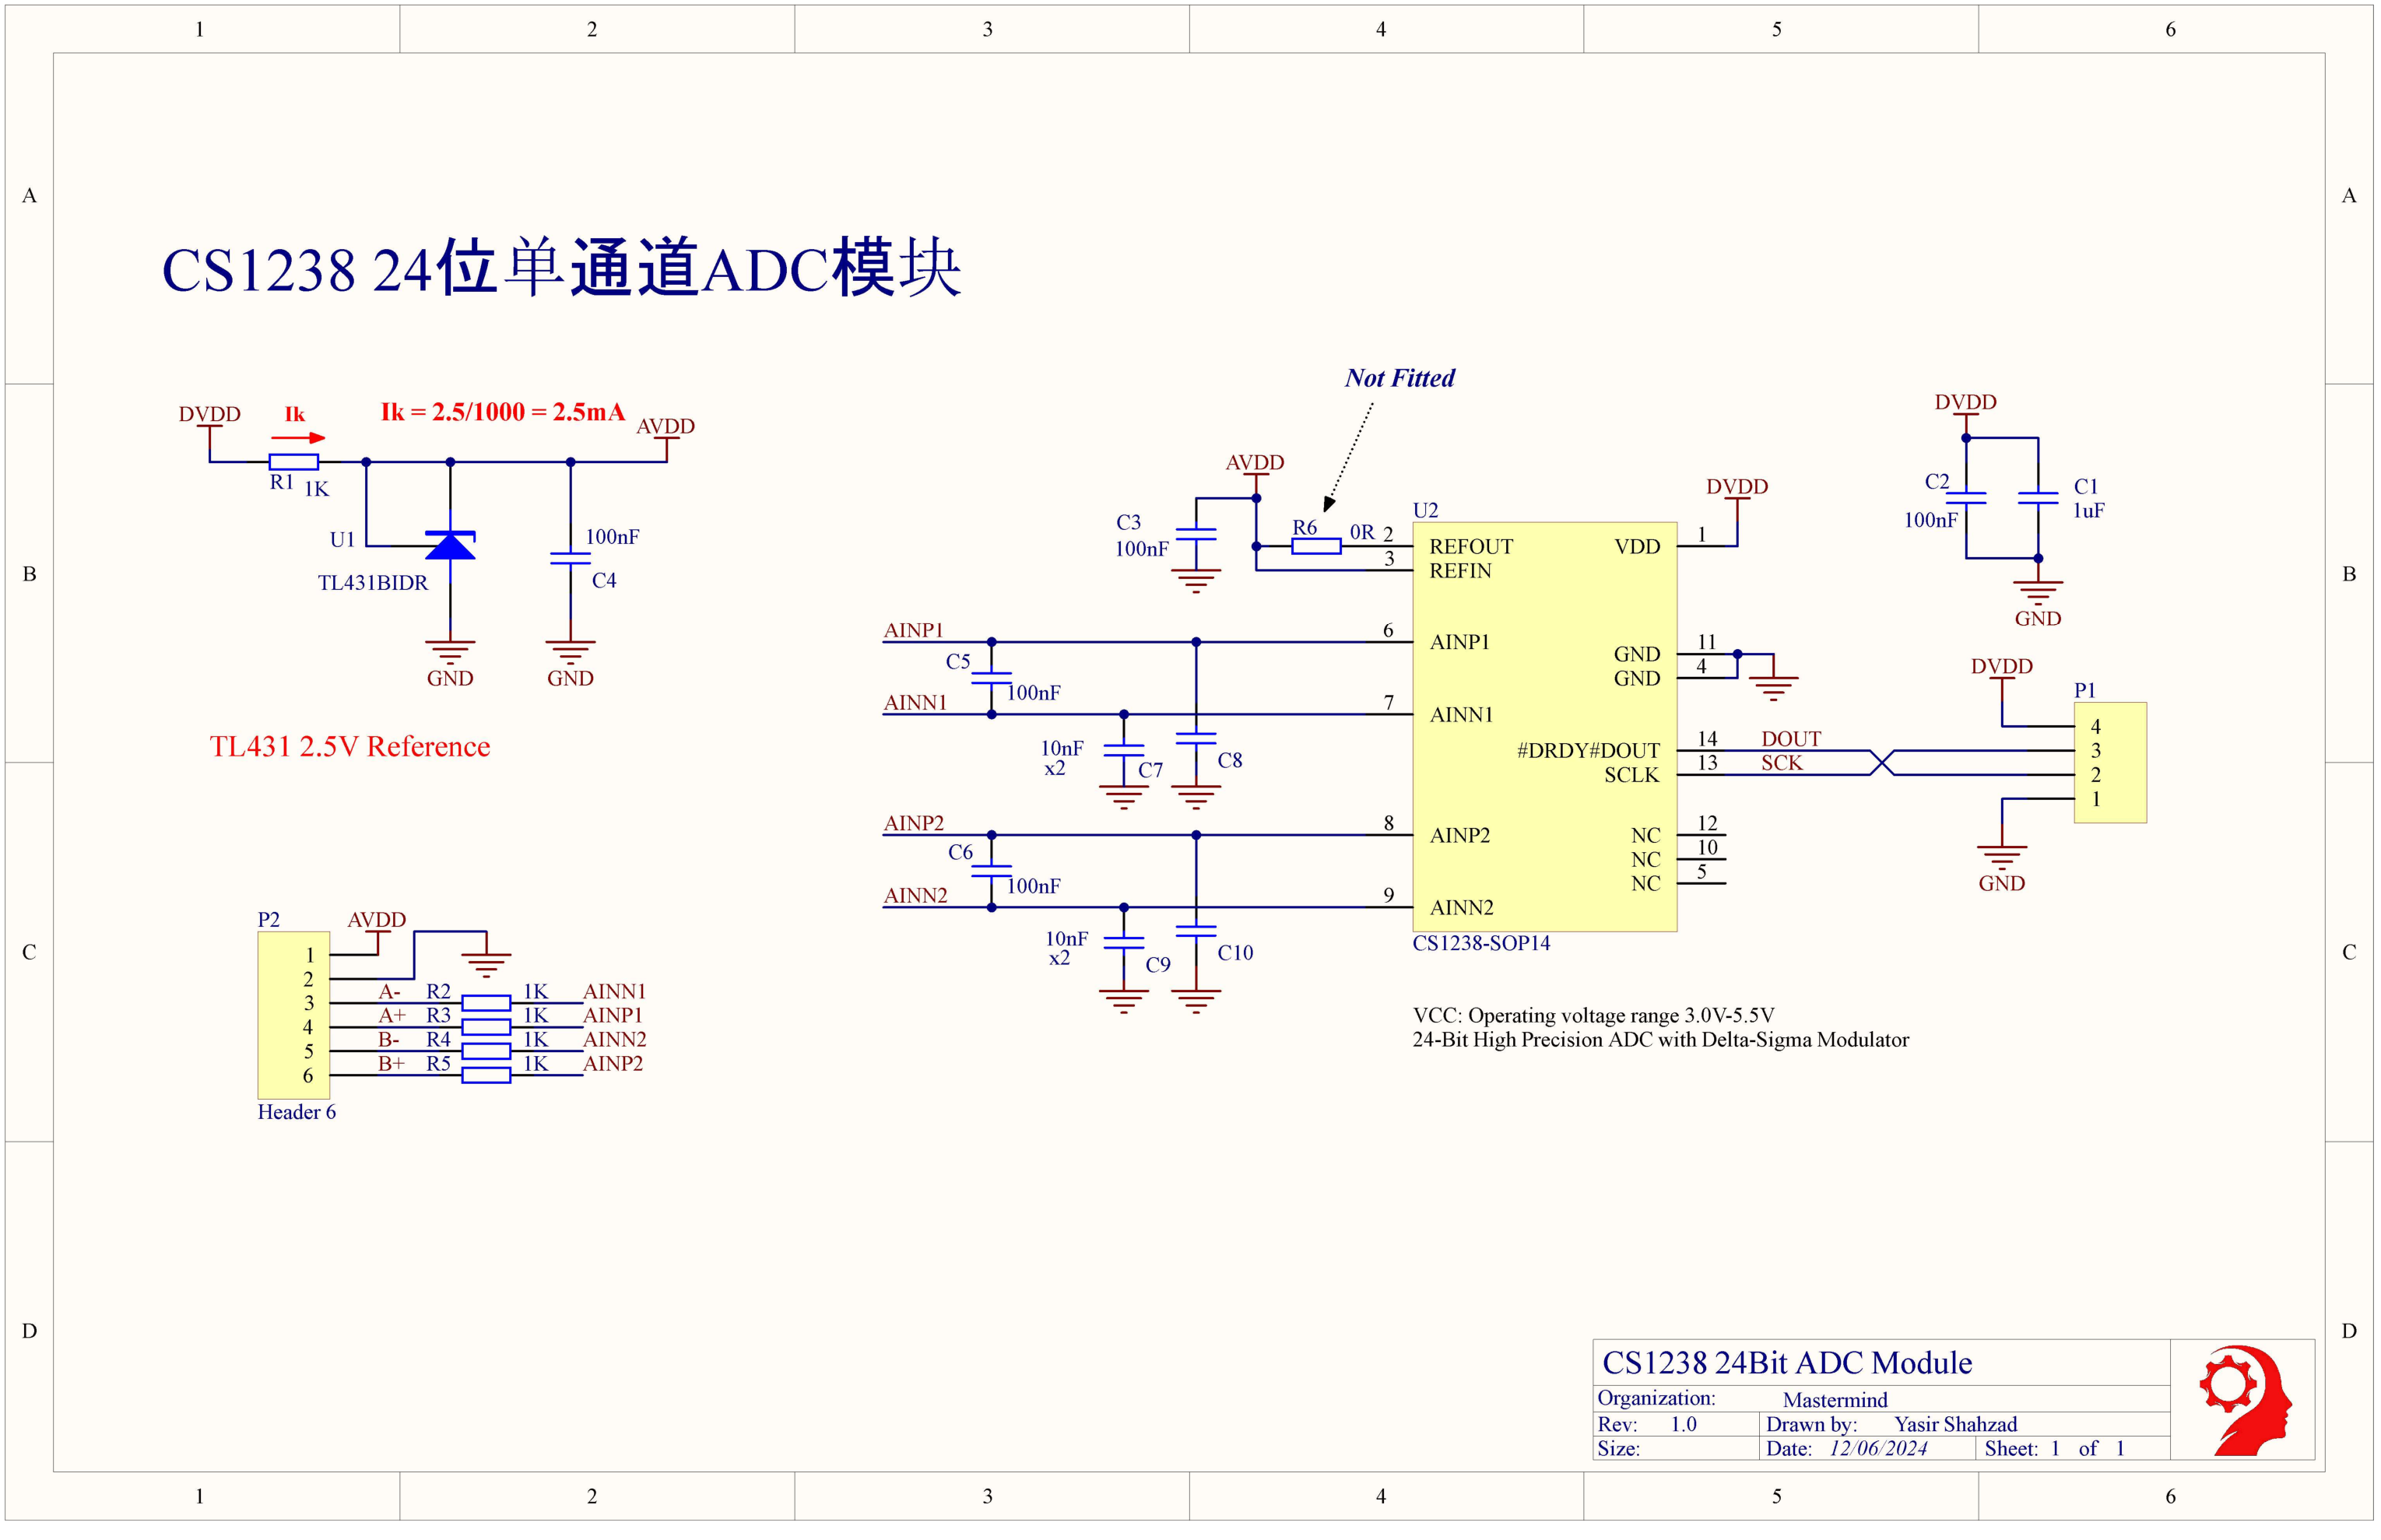 1 2 3 4 5 6
A A
CS1238 24位单通道ADC模块
Not Fitted
DVDD Ik Ik = 2.5/1000 = 2.5mA AVDD
R1 1K
U1
TL431BIDR
100nF
C4
GND GND
TL431 2.5V Reference
B B
AVDD
C3
100nF
R6 0R
U2
2 REFOUT
3 REFIN
AINP1 6 AINP1
C5
100nF
AINN1 7 AINN1
10nF
x2
C7
C8
AINP2 8 AINP2
C6
100nF
AINN2 9 AINN2
10nF
x2
C9
C10
DVDD
VDD 1
GND 11
GND 4
#DRDY#DOUT 14 DOUT
SCLK 13 SCK
NC 12
NC 10
NC 5
CS1238-SOP14
DVDD
C2
100nF
C1
1uF
GND
DVDD
P1
4
3
2
1
GND
C C
P2 AVDD
1
2
3 A- R2 1K AINN1
4 A+ R3 1K AINP1
5 B- R4 1K AINN2
6 B+ R5 1K AINP2
Header 6
VCC: Operating voltage range 3.0V-5.5V
24-Bit High Precision ADC with Delta-Sigma Modulator
D D
CS1238 24Bit ADC Module
Organization: Mastermind
Rev: 1.0 Drawn by: Yasir Shahzad
Size: Date: 12/06/2024 Sheet: 1 of 1
1 2 3 4 5 6